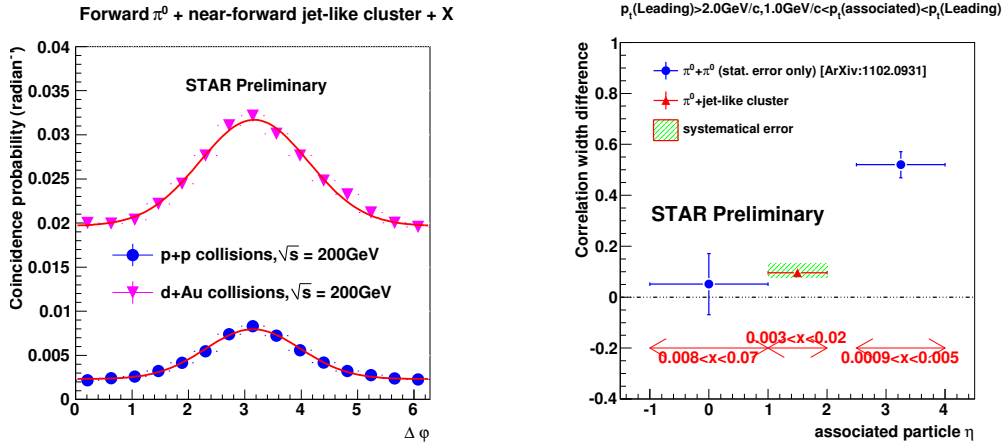 Forward π⁰ + near-forward jet-like cluster + X
Coincidence probability (radian⁻¹)
0.04
0.035
0.03
0.025
0.02
0.015
0.01
0.005
0
STAR Preliminary
p+p collisions,√s = 200GeV
d+Au collisions,√s = 200GeV
0 1 2 3 4 5 6
Δ φ
pt(Leading)>2.0GeV/c,1.0GeV/c<pt(associated)<pt(Leading)
Correlation width difference
1
0.8
0.6
0.4
0.2
0
-0.2
-0.4
π⁰+π⁰ (stat. error only) [ArXiv:1102.0931]
π⁰+jet-like cluster
systematical error
STAR Preliminary
0.003<x<0.02
0.008<x<0.07
0.0009<x<0.005
-1 0 1 2 3 4
associated particle η